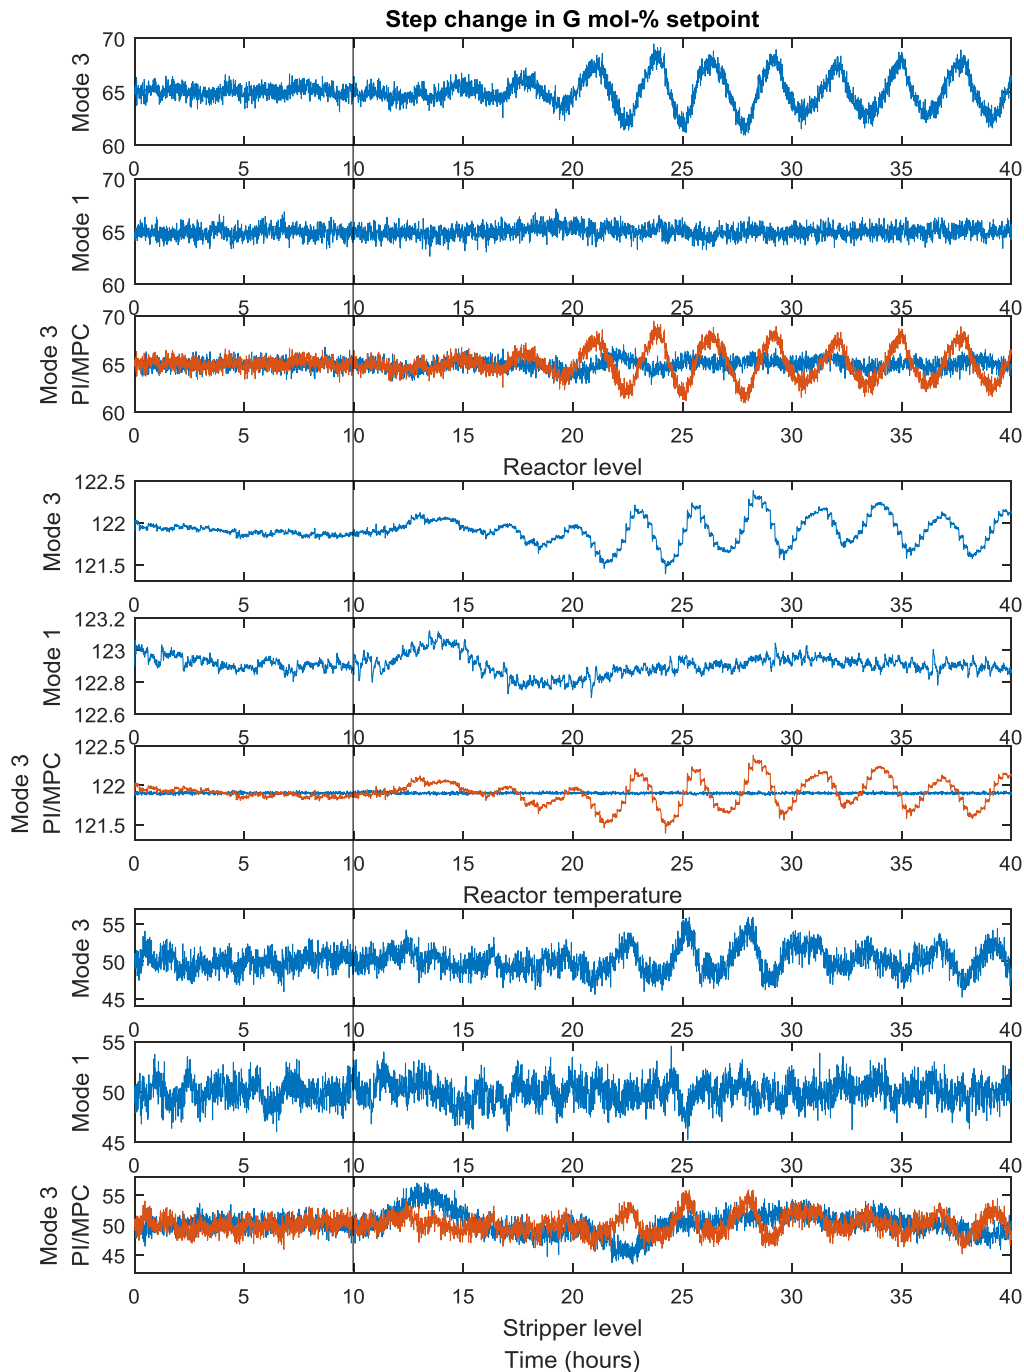 Step change in G mol-% setpoint
Mode 3
70
65
60
0 5 10 15 20 25 30 35 40
Mode 1
70
65
60
0 5 10 15 20 25 30 35 40
Mode 3
PI/MPC
70
65
60
0 5 10 15 20 25 30 35 40
Reactor level
Mode 3
122.5
122
121.5
0 5 10 15 20 25 30 35 40
Mode 1
123.2
123
122.8
122.6
0 5 10 15 20 25 30 35 40
Mode 3
PI/MPC
122.5
122
121.5
0 5 10 15 20 25 30 35 40
Reactor temperature
Mode 3
55
50
45
0 5 10 15 20 25 30 35 40
Mode 1
55
50
45
0 5 10 15 20 25 30 35 40
Mode 3
PI/MPC
55
50
45
0 5 10 15 20 25 30 35 40
Stripper level
Time (hours)